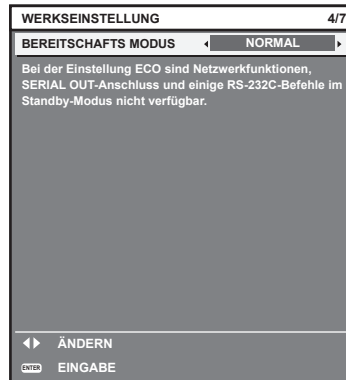 WERKSEINSTELLUNG 4/7
BEREITSCHAFTS MODUS NORMAL
Bei der Einstellung ECO sind Netzwerkfunktionen,
SERIAL OUT-Anschluss und einige RS-232C-Befehle im
Standby-Modus nicht verfügbar.
ÄNDERN
ENTER EINGABE